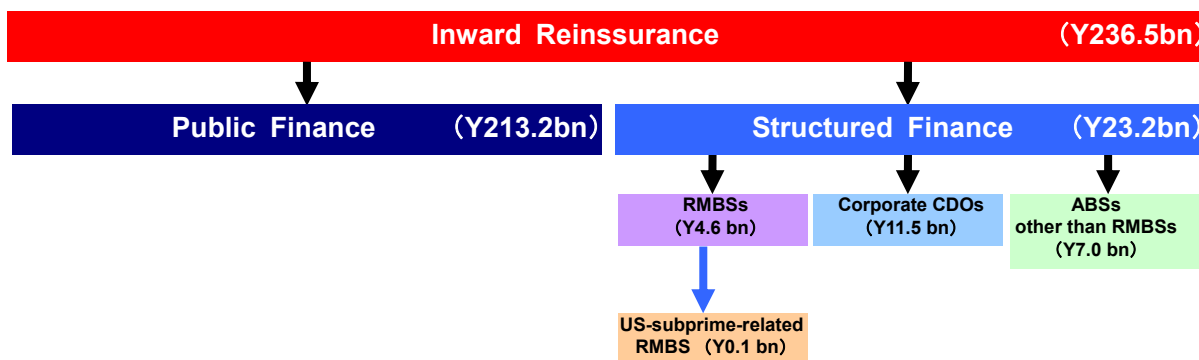 Inward Reinssurance （Y236.5bn）
Public Finance （Y213.2bn）
Structured Finance （Y23.2bn）
RMBSs
（Y4.6 bn）
Corporate CDOs
（Y11.5 bn）
ABSs
other than RMBSs
（Y7.0 bn）
US-subprime-related
RMBS （Y0.1 bn）